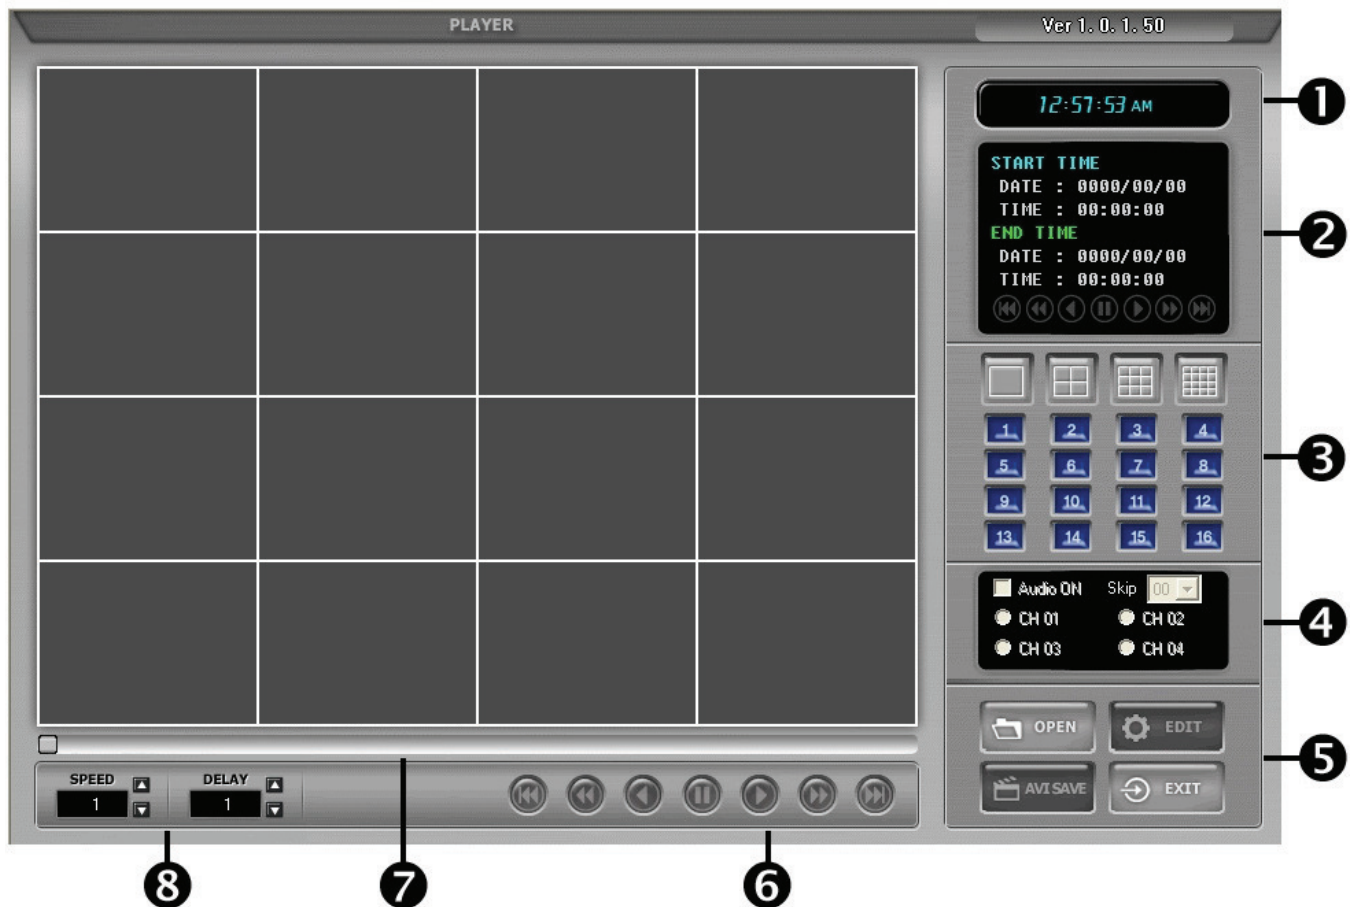 PLAYER
Ver 1. 0. 1. 50
12:57:53 AM
1
START TIME
DATE : 0000/00/00
TIME : 00:00:00
END TIME
DATE : 0000/00/00
TIME : 00:00:00
2
1 2 3 4
5 6 7 8
9 10 11 12
13 14 15 16
3
Audio ON Skip 00
CH 01 CH 02
CH 03 CH 04
4
OPEN EDIT
AVI SAVE EXIT
5
SPEED DELAY
1 1
8 7 6